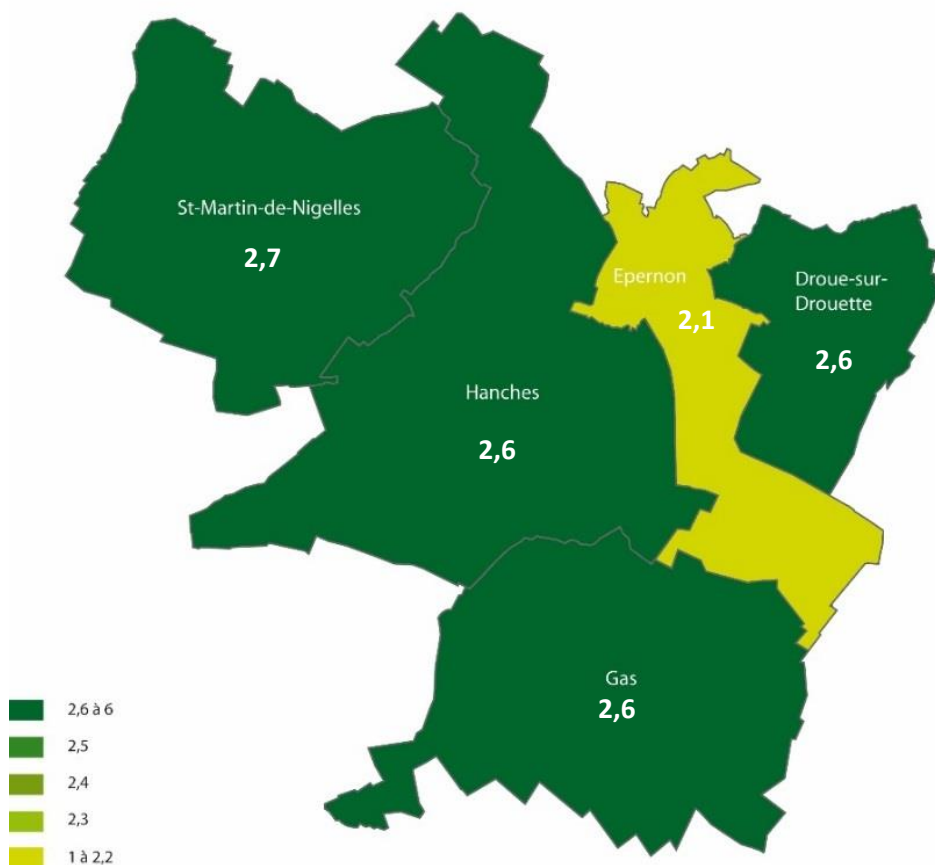 St-Martin-de-Nigelles
2,7
Epernon
2,1
Droue-sur-
Drouette
2,6
Hanches
2,6
Gas
2,6
2,6 à 6
2,5
2,4
2,3
1 à 2,2